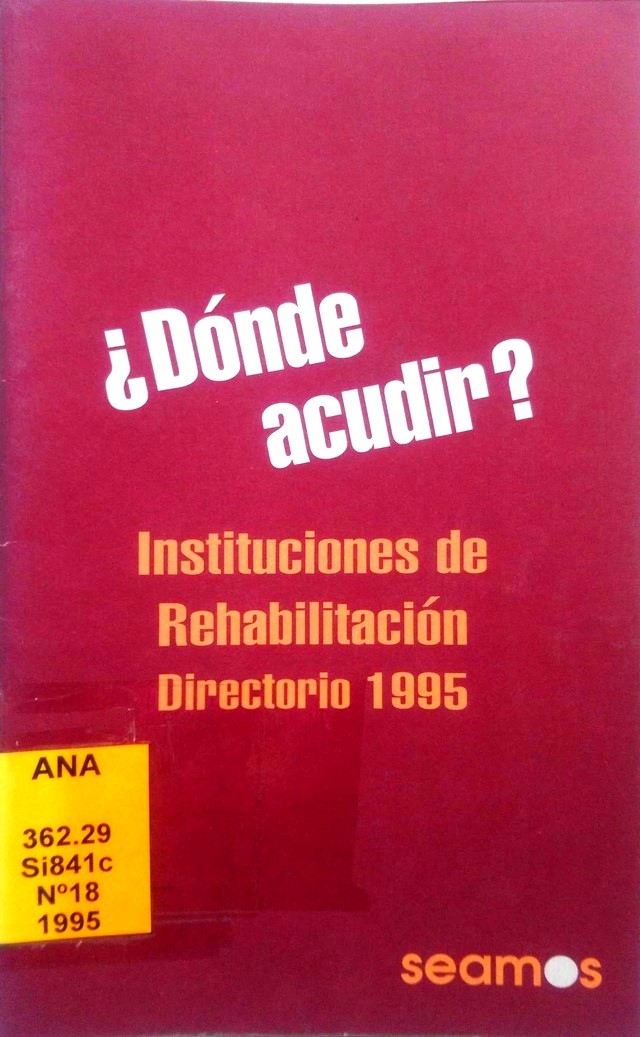 ¿Dónde
acudir?
Instituciones de
Rehabilitación
Directorio 1995
ANA
362.29
Si841c
Nº18
1995
seamos